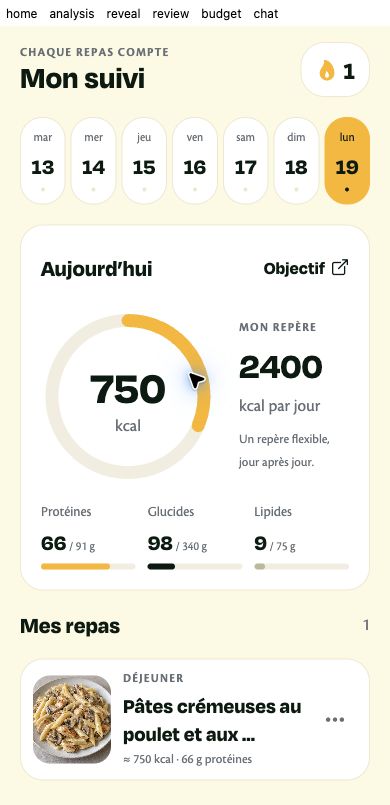 home analysis reveal review budget chat
CHAQUE REPAS COMPTE
Mon suivi
1
mar mer jeu ven sam dim lun
13 14 15 16 17 18 19
Aujourd’hui
Objectif
750
kcal
MON REPÈRE
2400
kcal par jour
Un repère flexible,
jour après jour.
Protéines Glucides Lipides
66 / 91 g 98 / 340 g 9 / 75 g
Mes repas
1
DÉJEUNER
Pâtes crémeuses au
poulet et aux ...
≈ 750 kcal · 66 g protéines